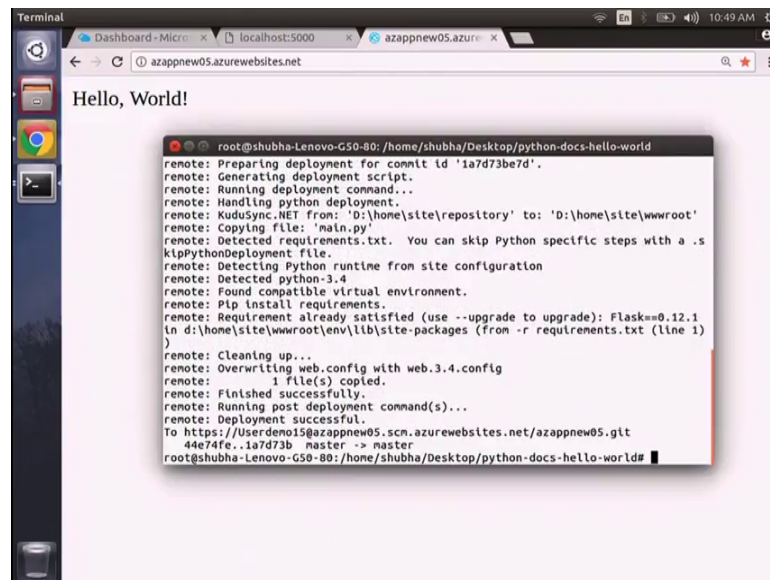 Terminal
En
10:49 AM
Dashboard - Micro
localhost:5000
azappnew05.azure
azappnew05.azurewebsites.net
Hello, World!
root@shubha-Lenovo-G50-80: /home/shubha/Desktop/python-docs-hello-world
remote: Preparing deployment for commit id '1a7d73be7d'.
remote: Generating deployment script.
remote: Running deployment command...
remote: Handling python deployment.
remote: KuduSync.NET from: 'D:\home\site\repository' to: 'D:\home\site\wwwroot'
remote: Copying file: 'main.py'
remote: Detected requirements.txt.  You can skip Python specific steps with a .s
kipPythonDeployment file.
remote: Detecting Python runtime from site configuration
remote: Detected python-3.4
remote: Found compatible virtual environment.
remote: Pip install requirements.
remote: Requirement already satisfied (use --upgrade to upgrade): Flask==0.12.1
in d:\home\site\wwwroot\env\lib\site-packages (from -r requirements.txt (line 1)
)
remote: Cleaning up...
remote: Overwriting web.config with web.3.4.config
remote:         1 file(s) copied.
remote: Finished successfully.
remote: Running post deployment command(s)...
remote: Deployment successful.
To https://Userdemo15@azappnew05.scm.azurewebsites.net/azappnew05.git
   44e74fe..1a7d73b  master -> master
root@shubha-Lenovo-G50-80:/home/shubha/Desktop/python-docs-hello-world#